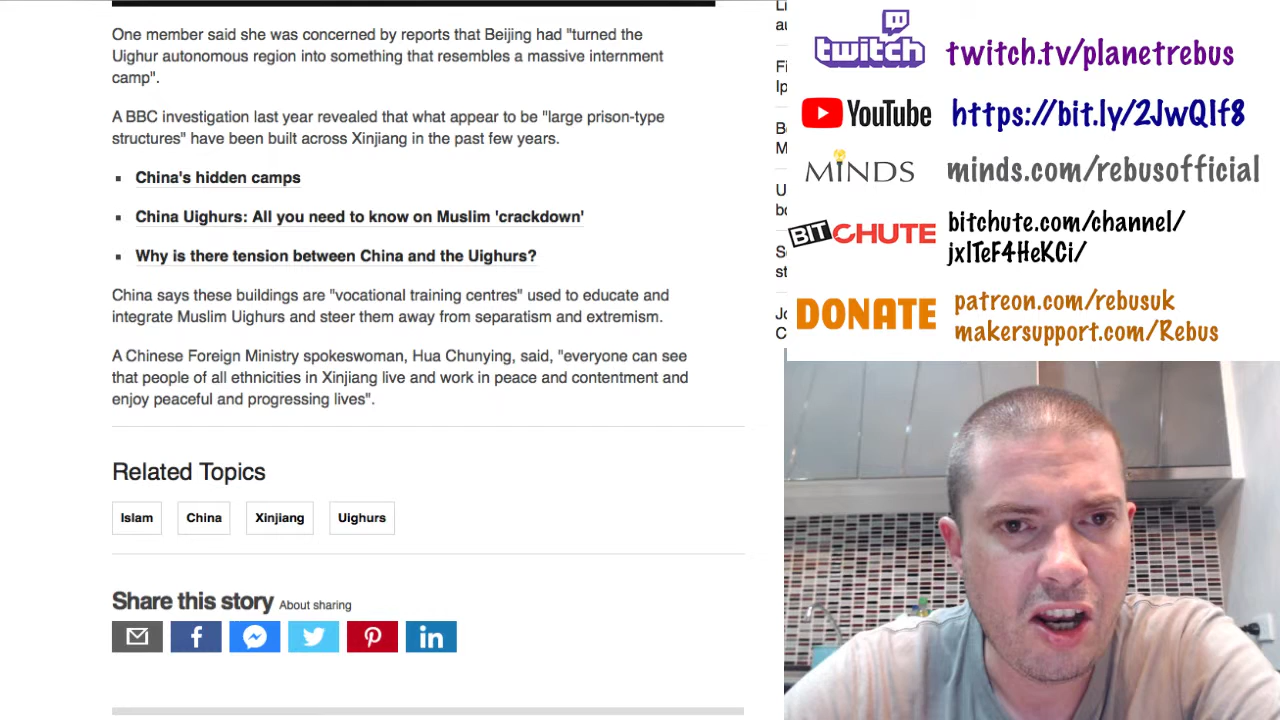 One member said she was concerned by reports that Beijing had "turned the
Uighur autonomous region into something that resembles a massive internment
camp".
A BBC investigation last year revealed that what appear to be "large prison-type
structures" have been built across Xinjiang in the past few years.
China's hidden camps
China Uighurs: All you need to know on Muslim 'crackdown'
Why is there tension between China and the Uighurs?
China says these buildings are "vocational training centres" used to educate and
integrate Muslim Uighurs and steer them away from separatism and extremism.
A Chinese Foreign Ministry spokeswoman, Hua Chunying, said, "everyone can see
that people of all ethnicities in Xinjiang live and work in peace and contentment and
enjoy peaceful and progressing lives".
Related Topics
Islam
China
Xinjiang
Uighurs
Share this story About sharing
twitch twitch.tv/planetrebus
YouTube https://bit.ly/2JwQIf8
MINDS minds.com/rebusofficial
BITCHUTE bitchute.com/channel/
jxITeF4HeKCi/
DONATE patreon.com/rebusuk
makersupport.com/Rebus